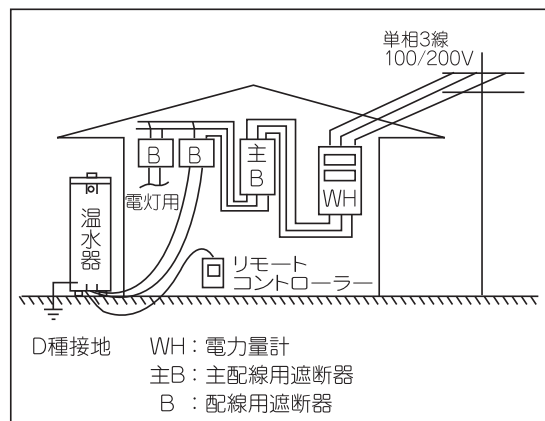 単相3線
100/200V
主
B
B
B
WH
電灯用
温水器
リモート
コントローラー
D種接地
WH：電力量計
主B：主配線用遮断器
B：配線用遮断器